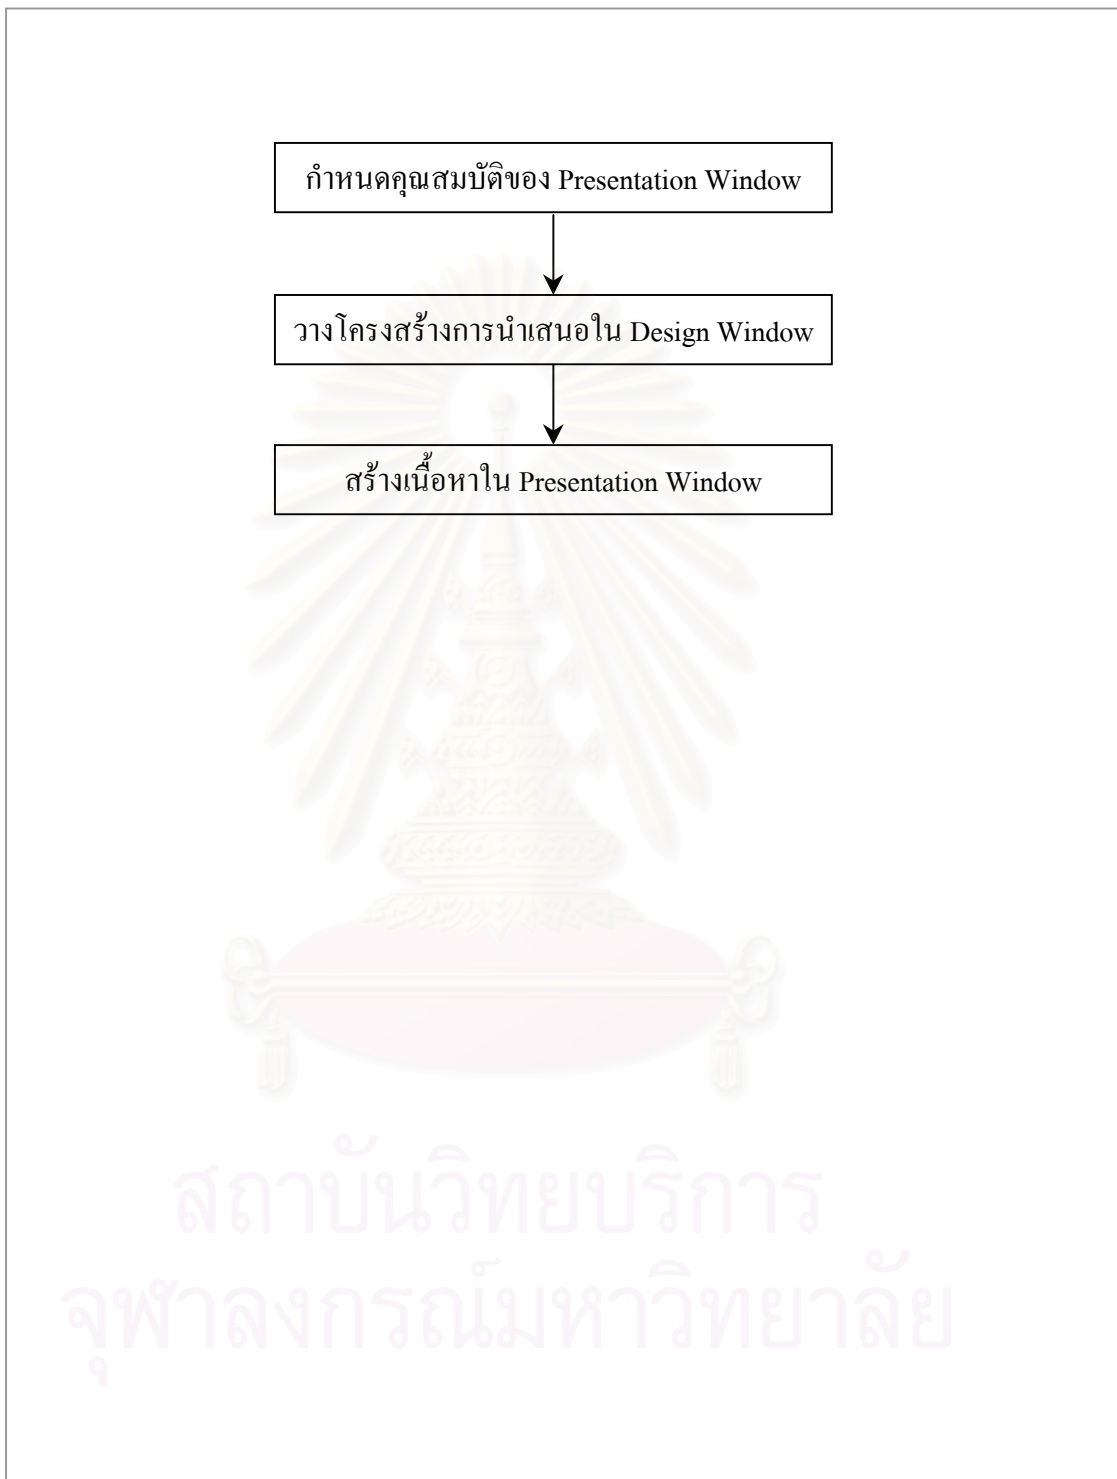 กำหนดคุณสมบัติของ Presentation Window
วางโครงสร้างการนำเสนอใน Design Window
สร้างเนื้อหาใน Presentation Window
สถาบันวิทยบริการ
จุฬาลงกรณ์มหาวิทยาลัย